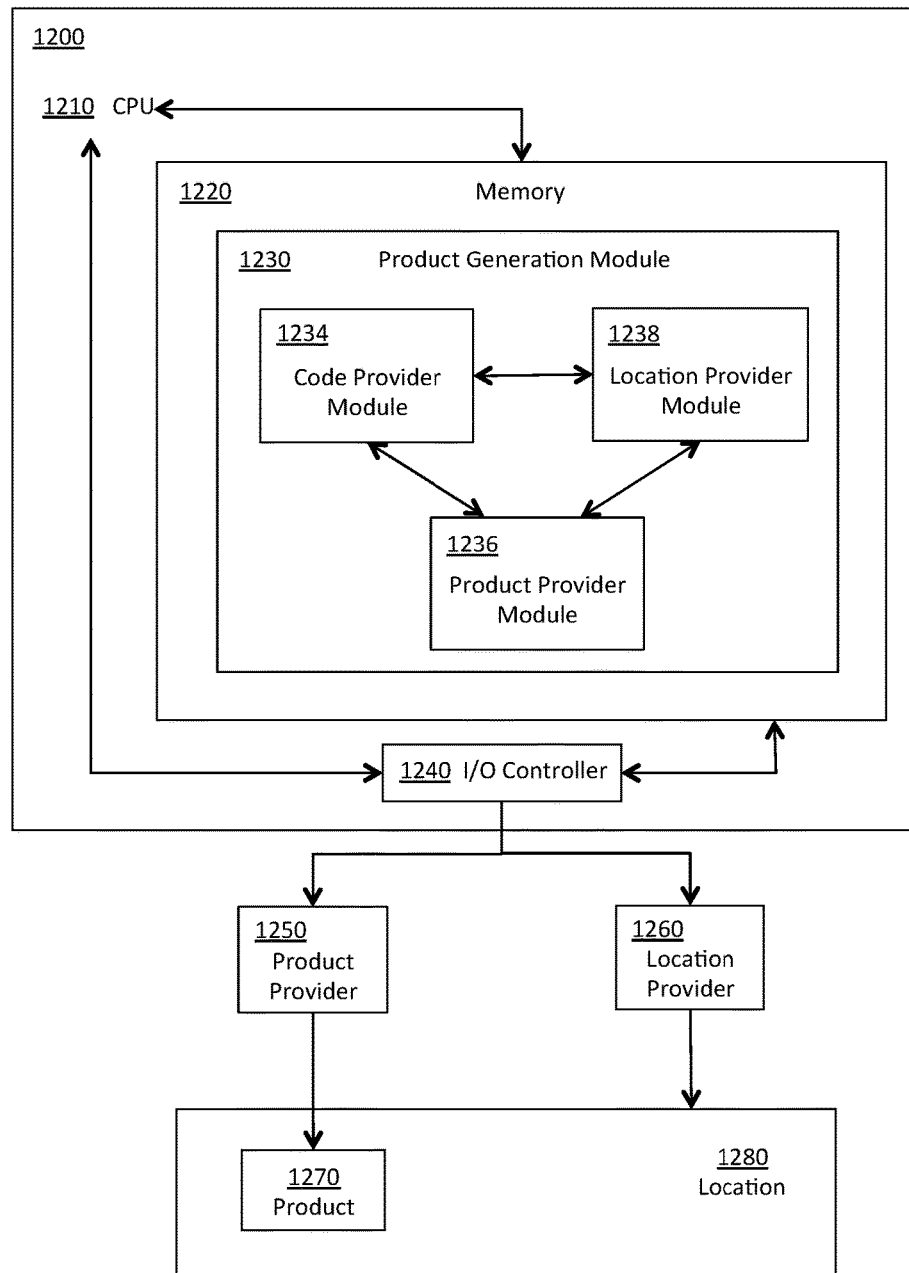 1200
1210 CPU
1220 Memory
1230 Product Generation Module
1234
Code Provider
Module
1238
Location Provider
Module
1236
Product Provider
Module
1240 I/O Controller
1250
Product
Provider
1260
Location
Provider
1270
Product
1280
Location